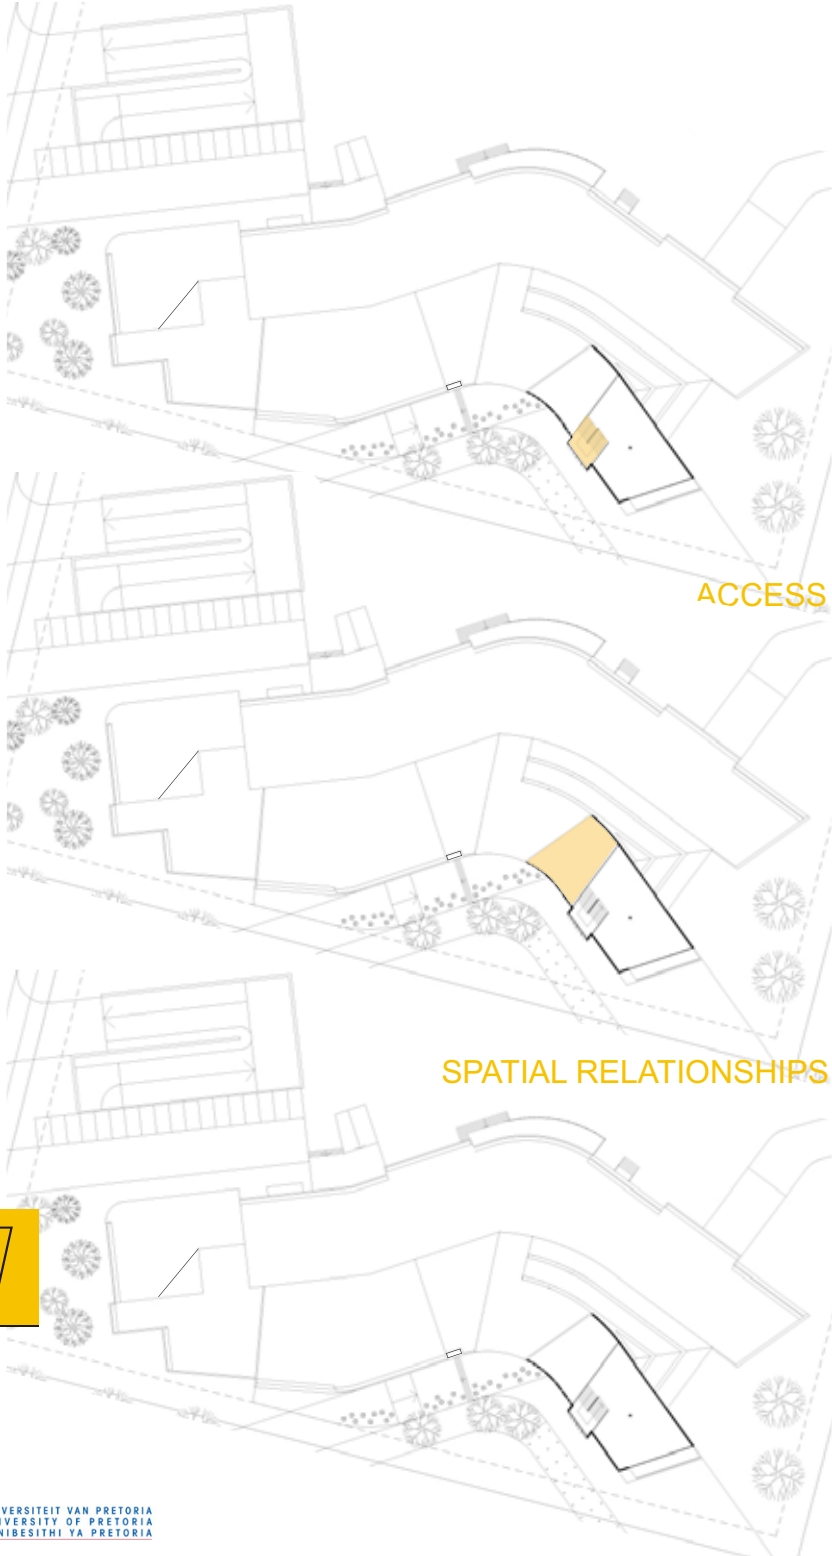 ACCESS
SPATIAL RELATIONSHIPS
VERSITEIT VAN PRETORIA
IVERSITY OF PRETORIA
NIBESITHI YA PRETORIA